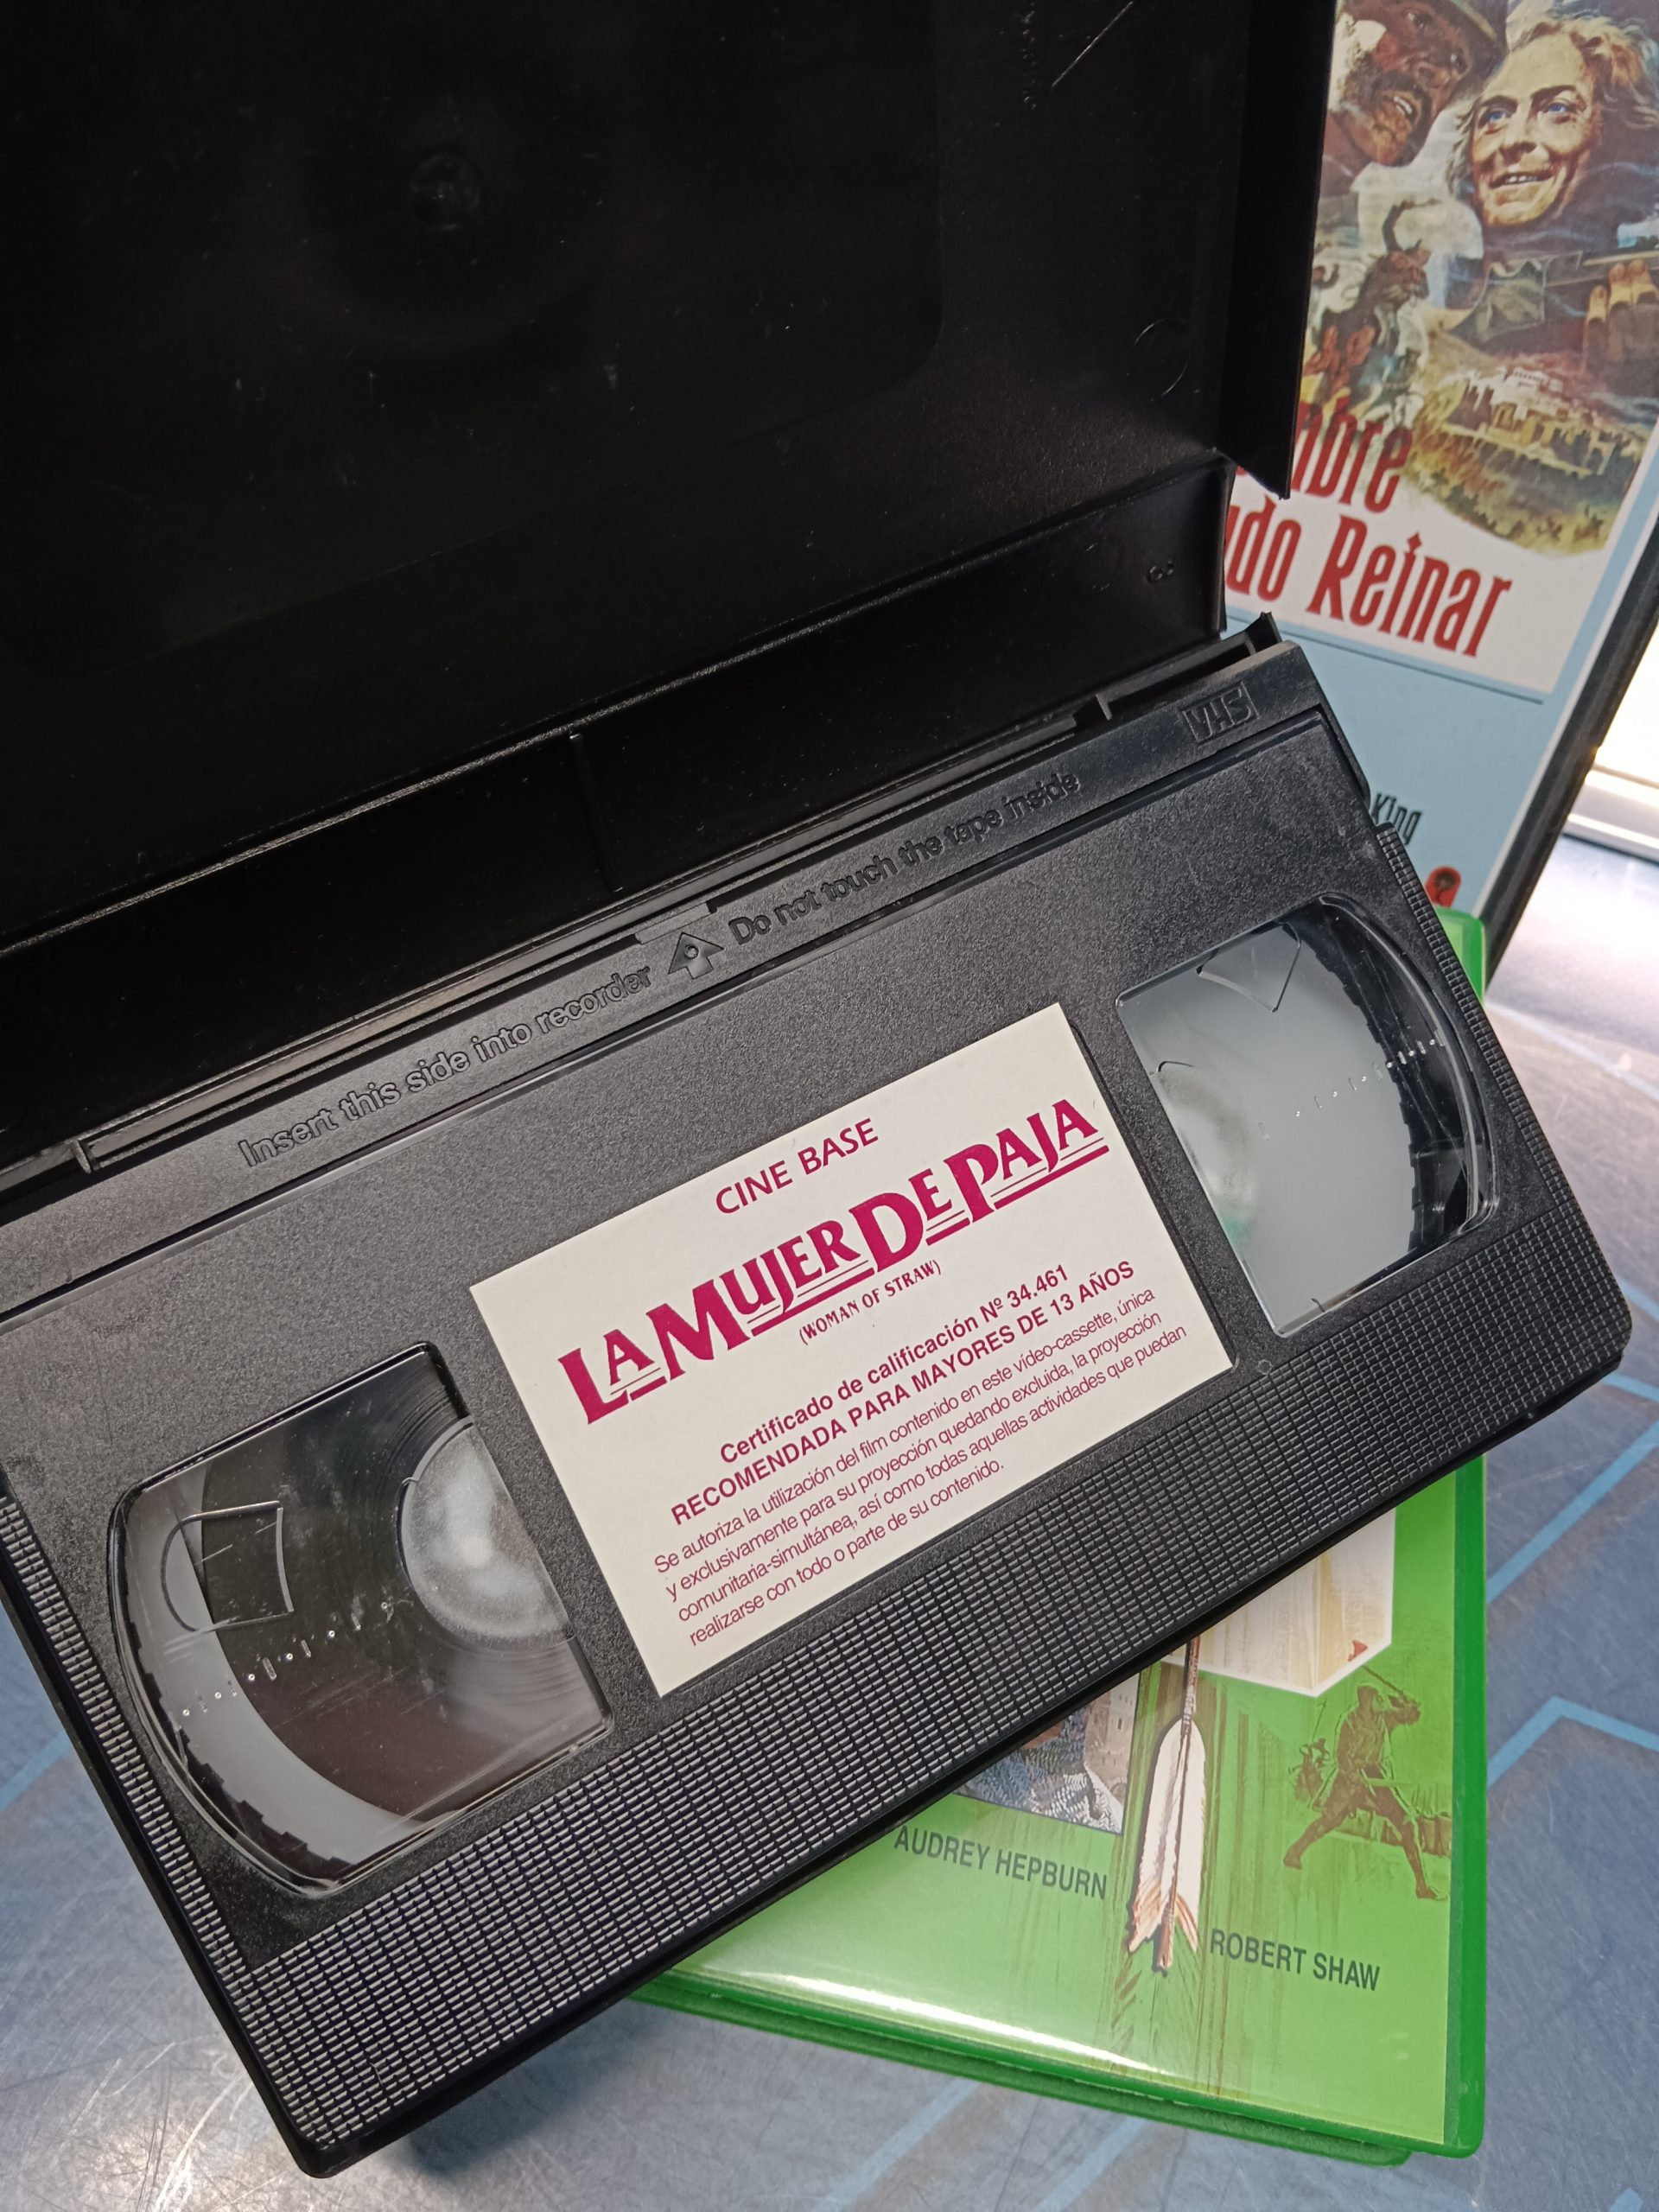 do Reinar
King
VHS
Insert this side into recorder
Do not touch the tape inside
CINE BASE
LA MUJER DE PAJA
(WOMAN OF STRAW)
Certificado de calificación Nº 34.461
RECOMENDADA PARA MAYORES DE 13 AÑOS
Se autoriza la utilización del film contenido en este vídeo-cassette, única
y exclusivamente para su proyección quedando excluida, la proyección
comunitaria-simultánea, así como todas aquellas actividades que puedan
realizarse con todo o parte de su contenido.
AUDREY HEPBURN
ROBERT SHAW